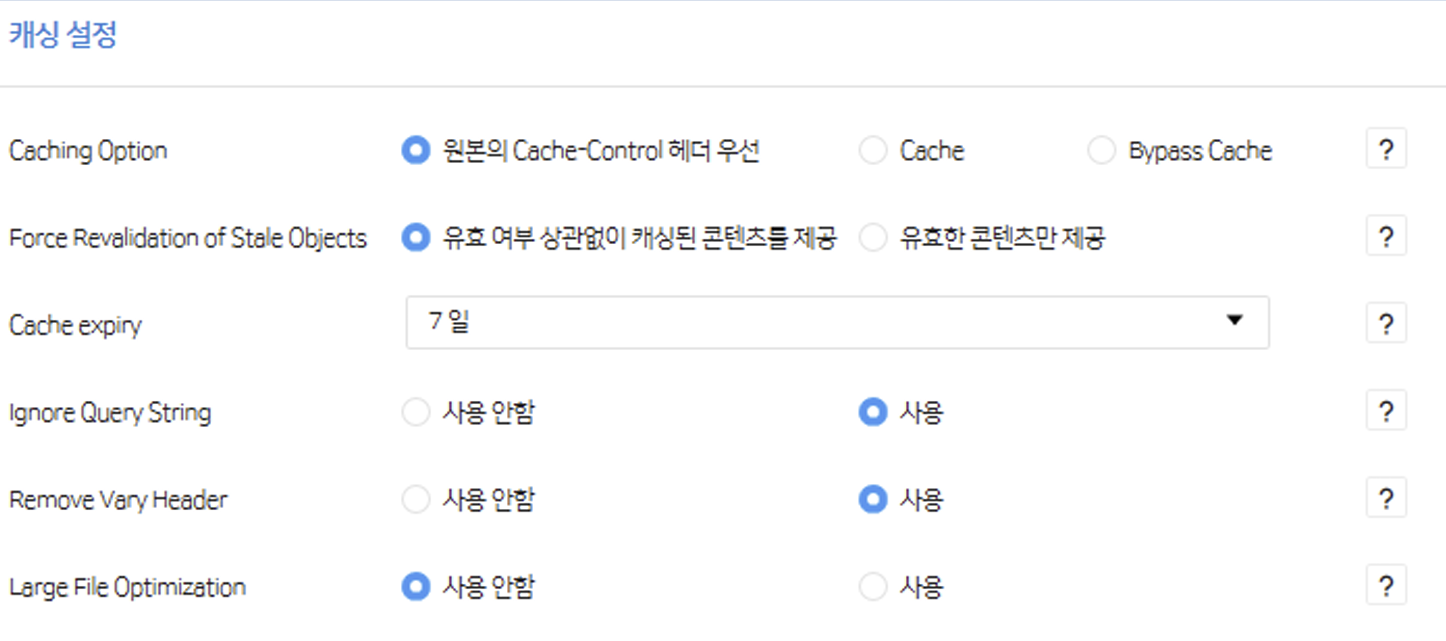 캐싱 설정
Caching Option 원본의 Cache-Control 헤더 우선 Cache Bypass Cache ?
Force Revalidation of Stale Objects 유효 여부 상관없이 캐싱된 콘텐츠를 제공 유효한 콘텐츠만 제공 ?
Cache expiry 7 일 ?
Ignore Query String 사용 안함 사용 ?
Remove Vary Header 사용 안함 사용 ?
Large File Optimization 사용 안함 사용 ?